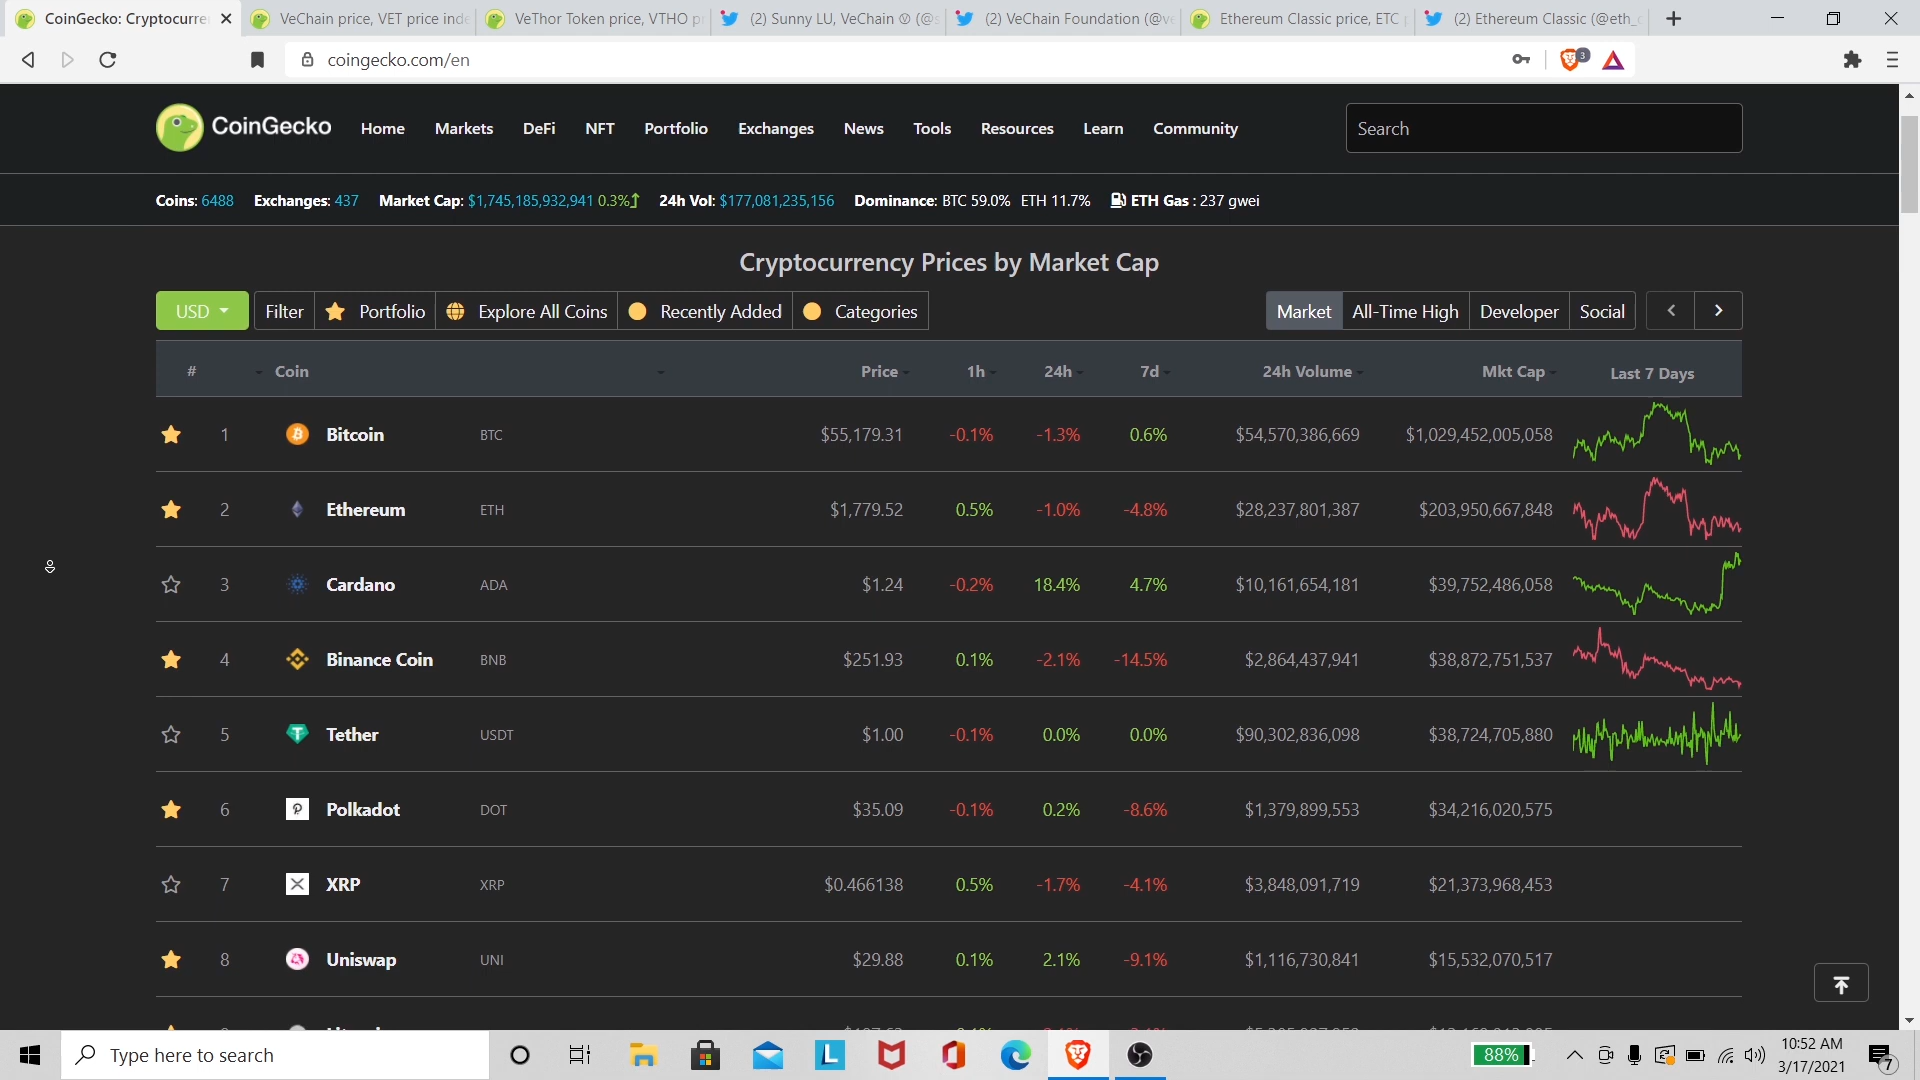 CoinGecko: Cryptocurre
VeChain price, VET price inde
VeThor Token price, VTHO p
(2) Sunny LU, VeChain Ⓥ (@s
(2) VeChain Foundation (@ve
Ethereum Classic price, ETC p
(2) Ethereum Classic (@eth_c
coingecko.com/en
3
CoinGecko Home Markets DeFi NFT Portfolio Exchanges News Tools Resources Learn Community Search
Coins: 6488 Exchanges: 437 Market Cap: $1,745,185,932,941 0.3% 24h Vol: $177,081,235,156 Dominance: BTC 59.0% ETH 11.7% ETH Gas : 237 gwei
Cryptocurrency Prices by Market Cap
USD Filter Portfolio Explore All Coins Recently Added Categories Market All-Time High Developer Social
# Coin Price 1h 24h 7d 24h Volume Mkt Cap Last 7 Days
1 Bitcoin BTC $55,179.31 -0.1% -1.3% 0.6% $54,570,386,669 $1,029,452,005,058
2 Ethereum ETH $1,779.52 0.5% -1.0% -4.8% $28,237,801,387 $203,950,667,848
3 Cardano ADA $1.24 -0.2% 18.4% 4.7% $10,161,654,181 $39,752,486,058
4 Binance Coin BNB $251.93 0.1% -2.1% -14.5% $2,864,437,941 $38,872,751,537
5 Tether USDT $1.00 -0.1% 0.0% 0.0% $90,302,836,098 $38,724,705,880
6 Polkadot DOT $35.09 -0.1% 0.2% -8.6% $1,379,899,553 $34,216,020,575
7 XRP XRP $0.466138 0.5% -1.7% -4.1% $3,848,091,719 $21,373,968,453
8 Uniswap UNI $29.88 0.1% 2.1% -9.1% $1,116,730,841 $15,532,070,517
Type here to search
L
88%
10:52 AM
3/17/2021
7